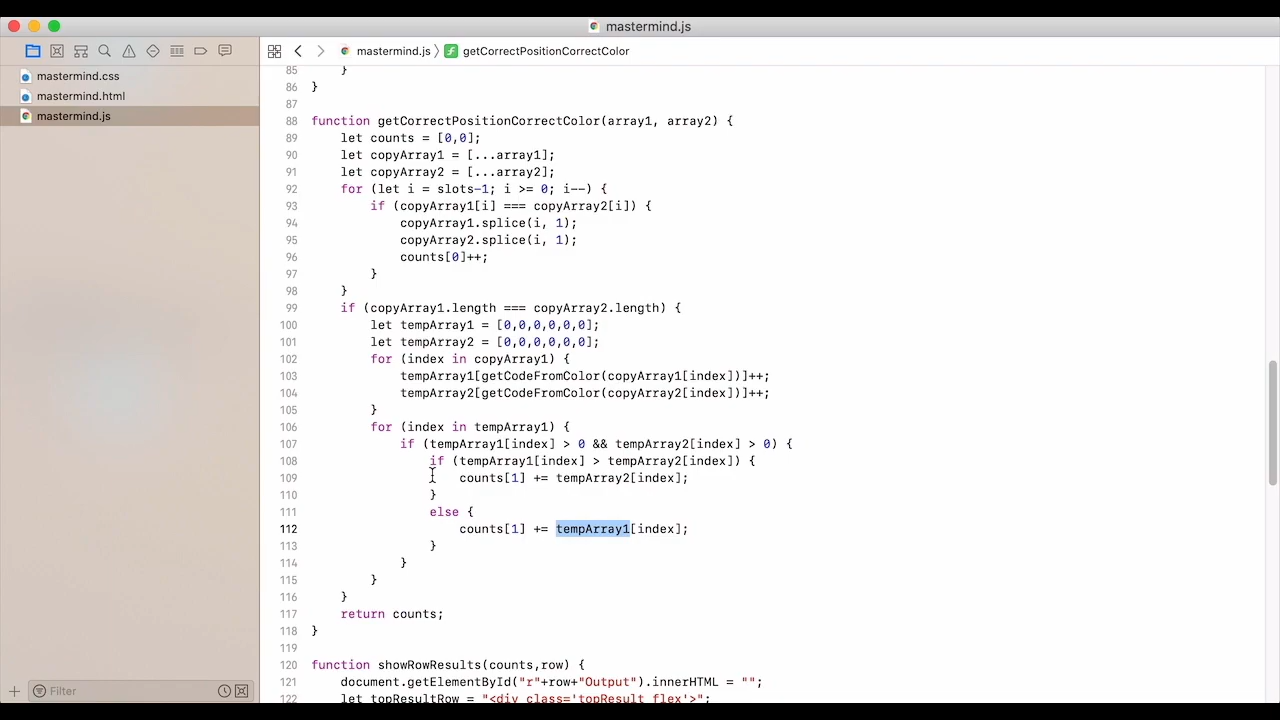 mastermind.js
mastermind.js 〉 getCorrectPositionCorrectColor
mastermind.css
mastermind.html
mastermind.js
85 }
86 }
87
88 function getCorrectPositionCorrectColor(array1, array2) {
89 let counts = [0,0];
90 let copyArray1 = [...array1];
91 let copyArray2 = [...array2];
92 for (let i = slots-1; i >= 0; i--) {
93 if (copyArray1[i] === copyArray2[i]) {
94 copyArray1.splice(i, 1);
95 copyArray2.splice(i, 1);
96 counts[0]++;
97 }
98 }
99 if (copyArray1.length === copyArray2.length) {
100 let tempArray1 = [0,0,0,0,0,0];
101 let tempArray2 = [0,0,0,0,0,0];
102 for (index in copyArray1) {
103 tempArray1[getCodeFromColor(copyArray1[index])]++;
104 tempArray2[getCodeFromColor(copyArray2[index])]++;
105 }
106 for (index in tempArray1) {
107 if (tempArray1[index] > 0 && tempArray2[index] > 0) {
108 if (tempArray1[index] > tempArray2[index]) {
109 counts[1] += tempArray2[index];
110 }
111 else {
112 counts[1] += tempArray1[index];
113 }
114 }
115 }
116 }
117 return counts;
118 }
119
120 function showRowResults(counts,row) {
121 document.getElementById("r"+row+"Output").innerHTML = "";
122 let topResultRow = "<div class='topResult flex'>";
Filter